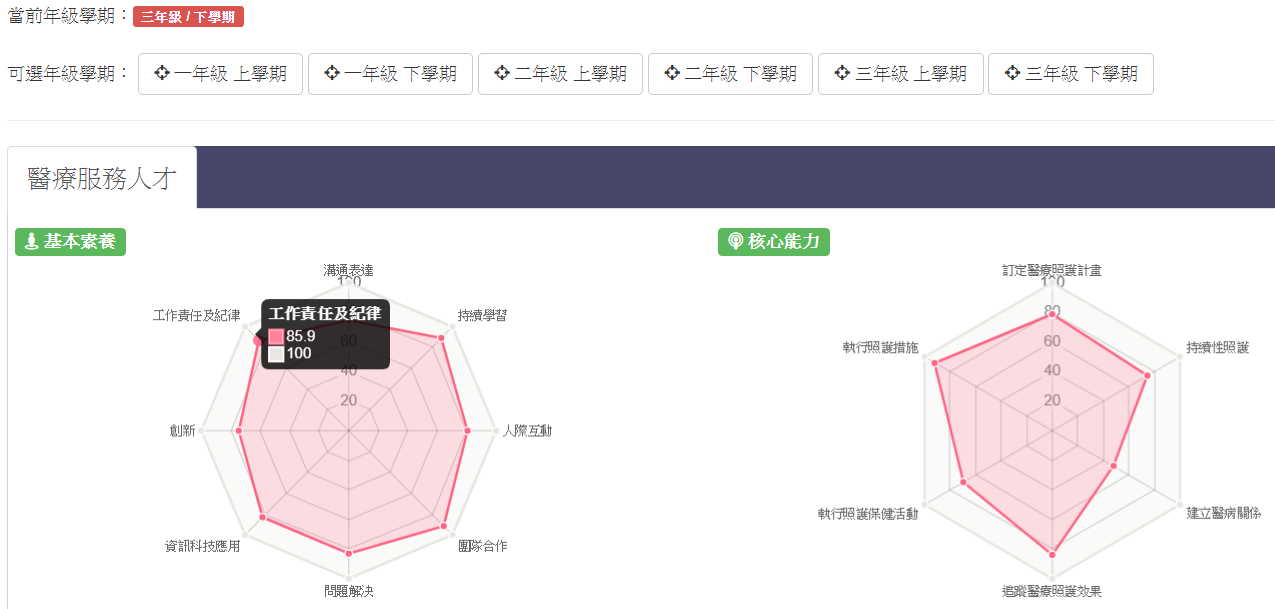 當前年級學期： 三年級 / 下學期
可選年級學期： 一年級 上學期 一年級 下學期 二年級 上學期 二年級 下學期 三年級 上學期 三年級 下學期
醫療服務人才
基本素養
溝通表達
100
工作責任及紀律
持續學習
工作責任及紀律
85.9
100
60
40
20
創新
人際互動
資訊科技應用
團隊合作
問題解決
核心能力
訂定醫療照護計畫
100
80
執行照護措施
持續性照護
60
40
20
執行照護保健活動
建立醫病關係
追蹤醫療照護效果